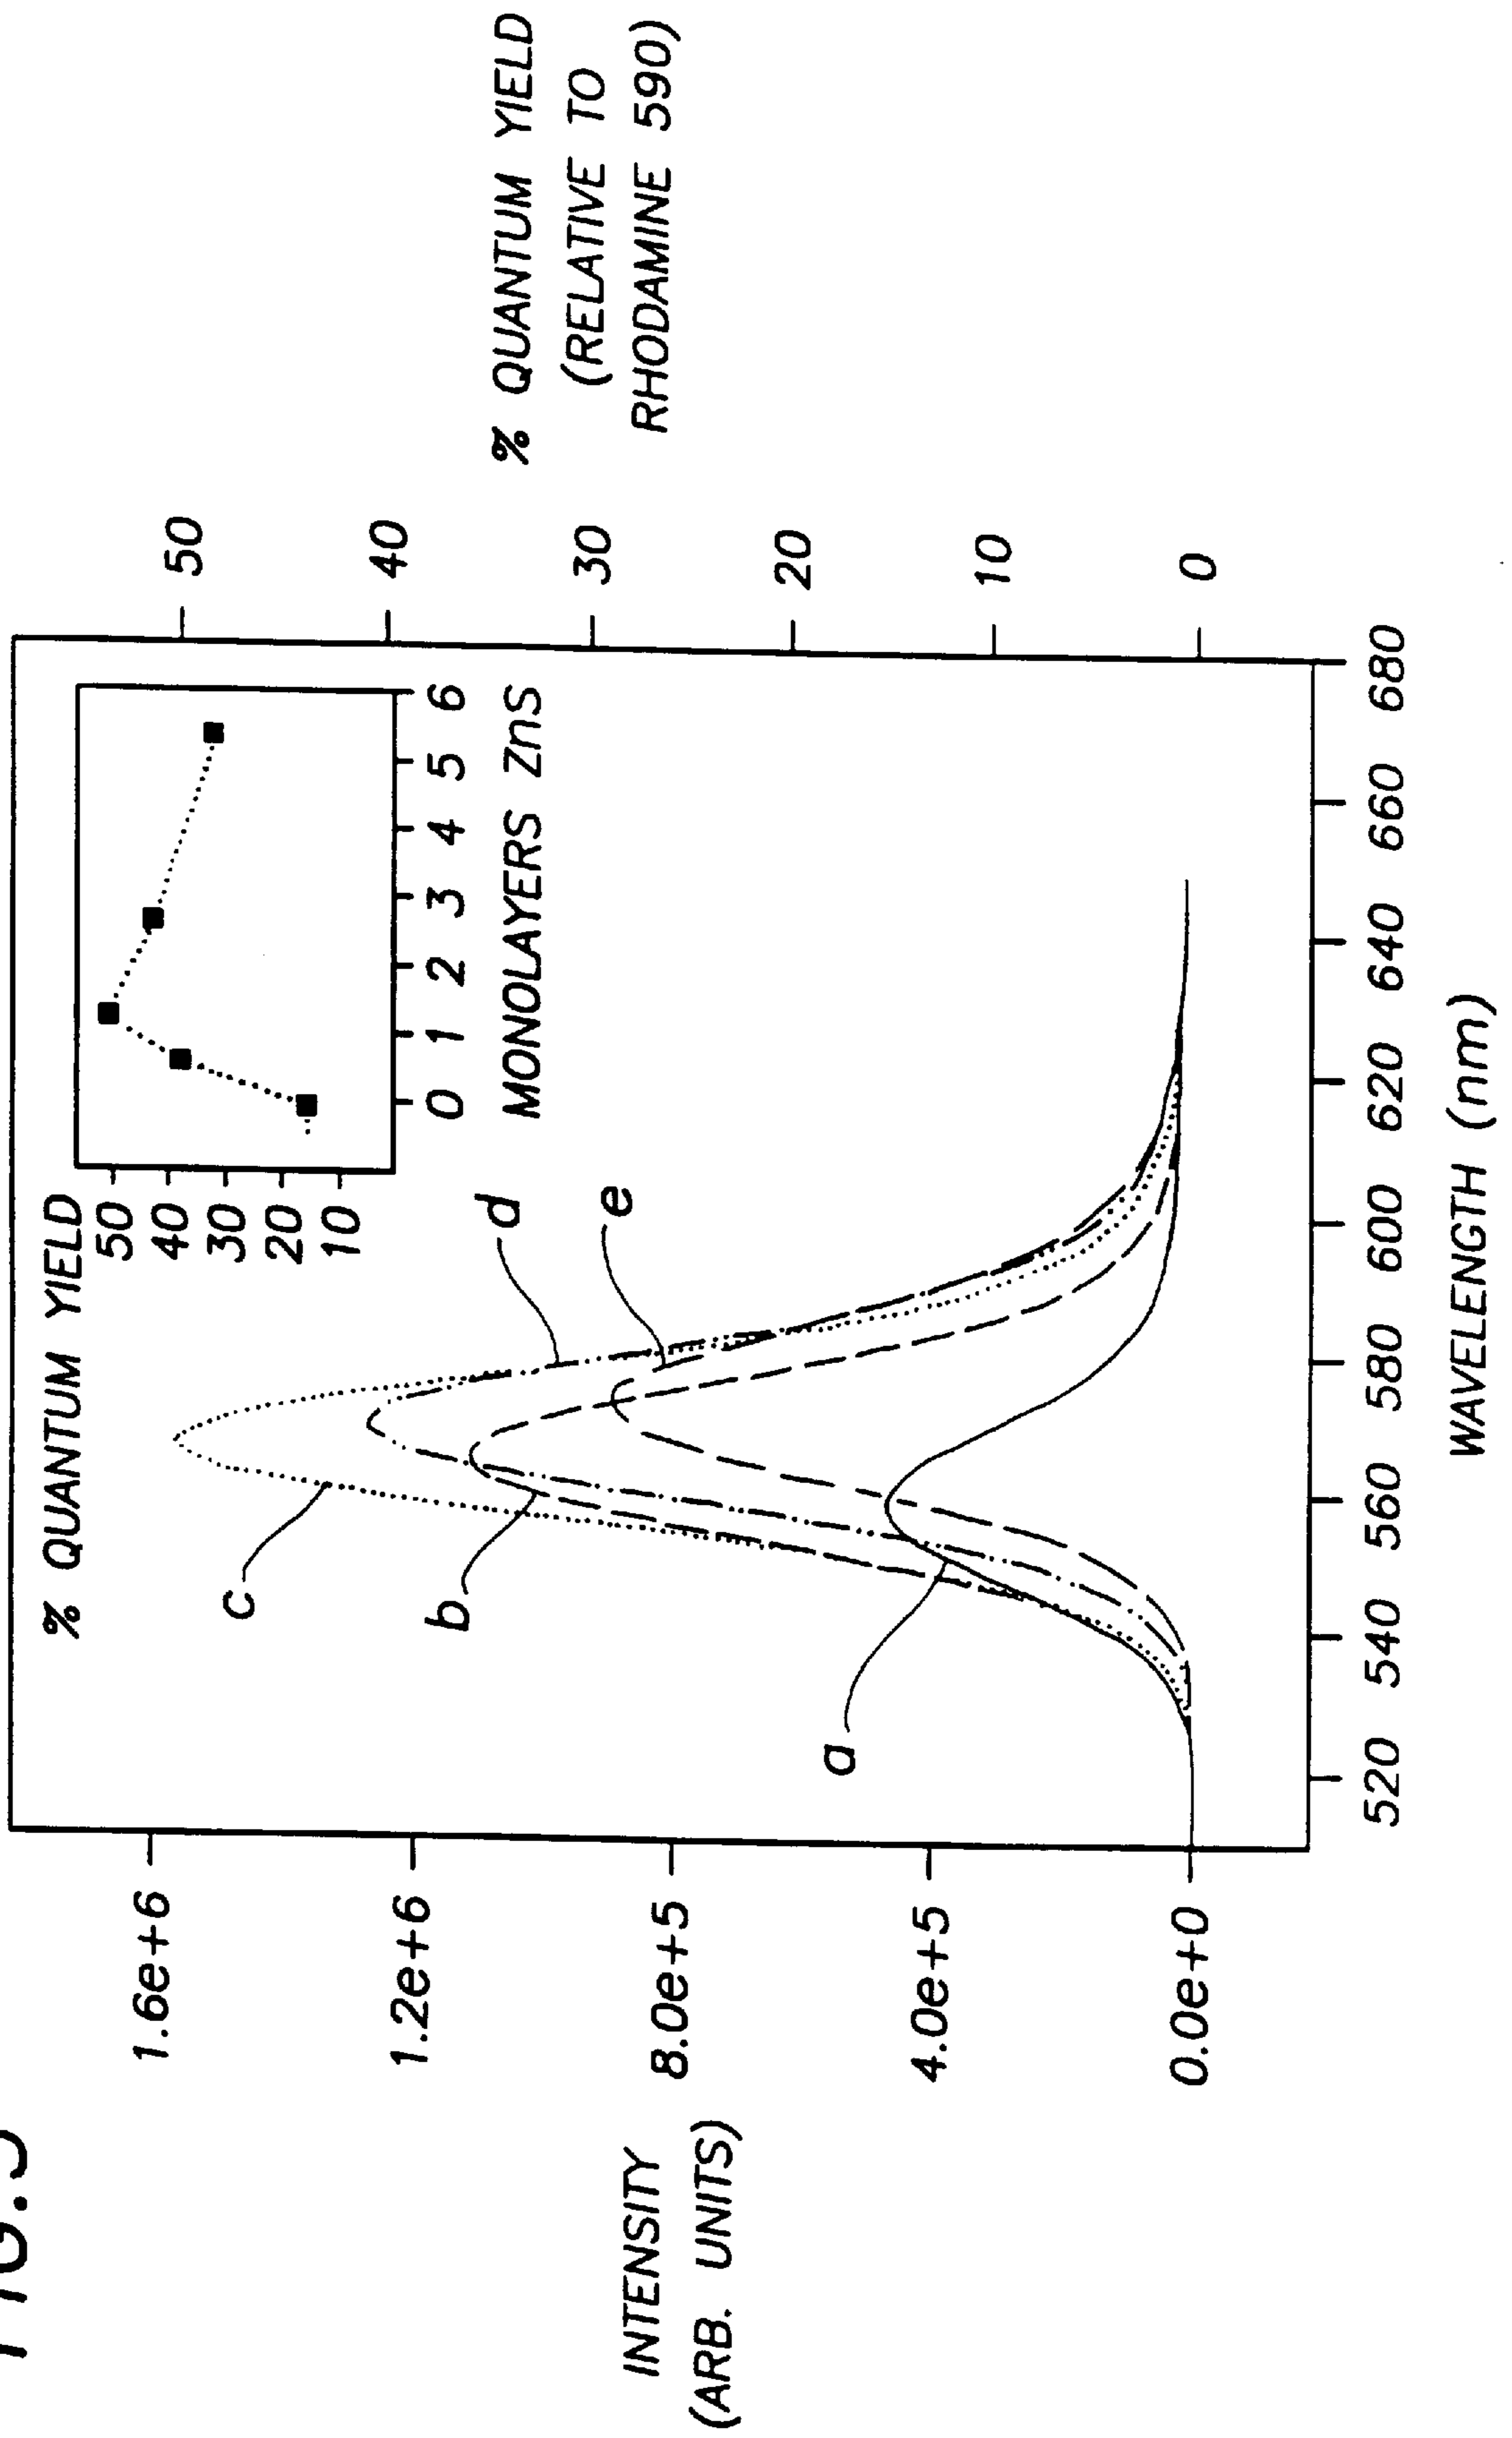 FIG.3
% QUANTUM YIELD
50
40
30
20
10
0 1 2 3 4 5 6
MONOLAYERS ZnS
c
b
a
d
e
INTENSITY
(ARB. UNITS)
1.6e+6
1.2e+6
8.0e+5
4.0e+5
0.0e+0
50
40
30
20
10
0
% QUANTUM YIELD
(RELATIVE TO
RHODAMINE 590)
520 540 560 580 600 620 640 660 680
WAVELENGTH (nm)